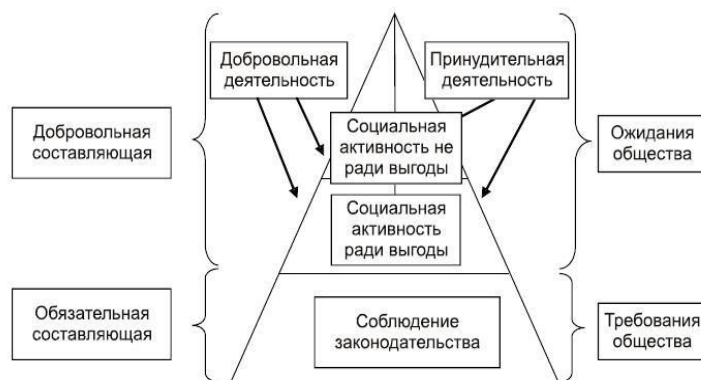 Добровольная
деятельность
Принудительная
деятельность
Добровольная
составляющая
Социальная
активность не
ради выгоды
Ожидания
общества
Социальная
активность
ради выгоды
Обязательная
составляющая
Соблюдение
законодательства
Требования
общества